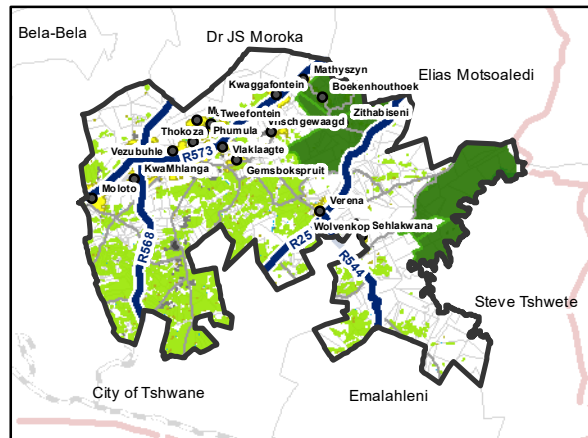 Bela-Bela
Dr JS Moroka
Elias Motsoaledi
Mathyszyn
Kwaggafontein
Boekenhouthoek
Zithabiseni
Tweefontein
Thokoza
Phumula
Vezubuhle
R573
Vlaklaagte
KwaMhlanga
Gemsbokspruit
Moloto
Verena
Wolvenkop
Sehlakwana
R568
R25
R544
Steve Tshwete
City of Tshwane
Emalahleni